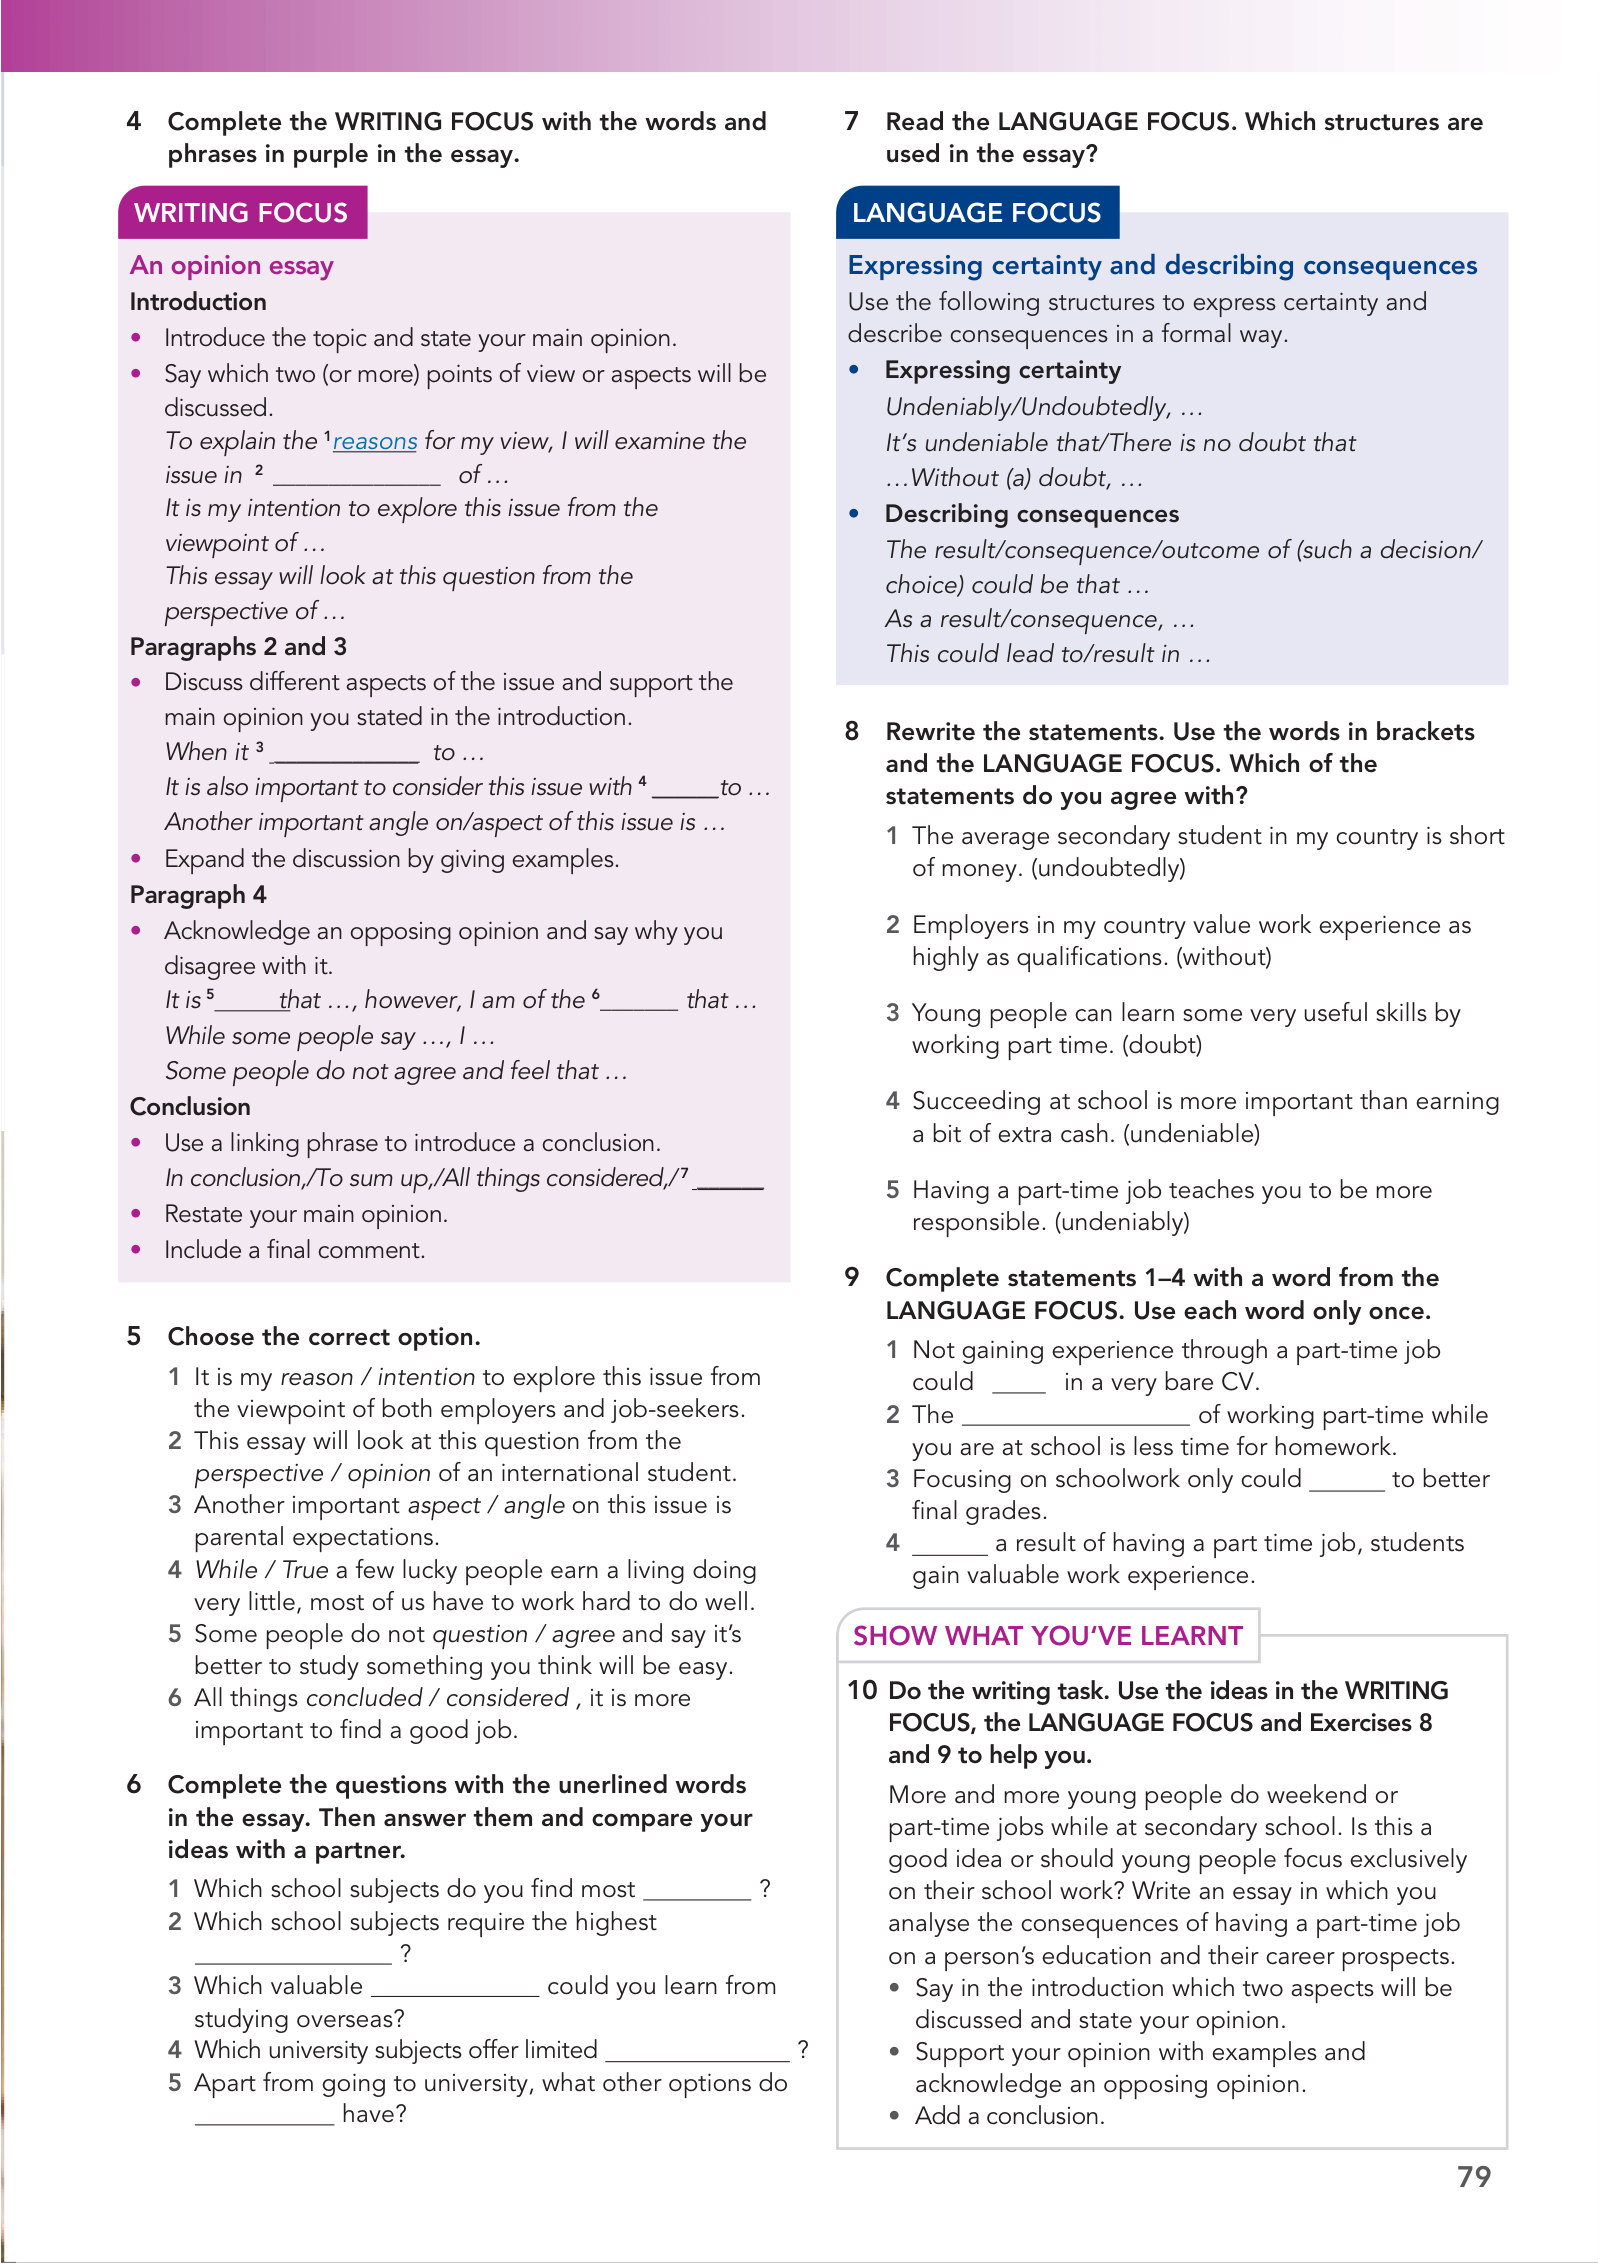 4 Complete the WRITING FOCUS with the words and
phrases in purple in the essay.
WRITING FOCUS
An opinion essay
Introduction
• Introduce the topic and state your main opinion.
• Say which two (or more) points of view or aspects will be
discussed.
To explain the ¹reasons for my view, I will examine the
issue in ² _______________ of …
It is my intention to explore this issue from the
viewpoint of …
This essay will look at this question from the
perspective of …
Paragraphs 2 and 3
• Discuss different aspects of the issue and support the
main opinion you stated in the introduction.
When it ³ _____________ to …
It is also important to consider this issue with ⁴ ______to …
Another important angle on/aspect of this issue is …
• Expand the discussion by giving examples.
Paragraph 4
• Acknowledge an opposing opinion and say why you
disagree with it.
It is ⁵______that …, however, I am of the ⁶_______ that …
While some people say …, I …
Some people do not agree and feel that …
Conclusion
• Use a linking phrase to introduce a conclusion.
In conclusion,/To sum up,/All things considered,/⁷ ______
• Restate your main opinion.
• Include a final comment.
5 Choose the correct option.
1 It is my reason / intention to explore this issue from
the viewpoint of both employers and job-seekers.
2 This essay will look at this question from the
perspective / opinion of an international student.
3 Another important aspect / angle on this issue is
parental expectations.
4 While / True a few lucky people earn a living doing
very little, most of us have to work hard to do well.
5 Some people do not question / agree and say it's
better to study something you think will be easy.
6 All things concluded / considered , it is more
important to find a good job.
6 Complete the questions with the unerlined words
in the essay. Then answer them and compare your
ideas with a partner.
1 Which school subjects do you find most ________ ?
2 Which school subjects require the highest
_______________ ?
3 Which valuable _____________ could you learn from
studying overseas?
4 Which university subjects offer limited ______________ ?
5 Apart from going to university, what other options do
___________ have?
7 Read the LANGUAGE FOCUS. Which structures are
used in the essay?
LANGUAGE FOCUS
Expressing certainty and describing consequences
Use the following structures to express certainty and
describe consequences in a formal way.
• Expressing certainty
Undeniably/Undoubtedly, …
It's undeniable that/There is no doubt that
…Without (a) doubt, …
• Describing consequences
The result/consequence/outcome of (such a decision/
choice) could be that …
As a result/consequence, …
This could lead to/result in …
8 Rewrite the statements. Use the words in brackets
and the LANGUAGE FOCUS. Which of the
statements do you agree with?
1 The average secondary student in my country is short
of money. (undoubtedly)
2 Employers in my country value work experience as
highly as qualifications. (without)
3 Young people can learn some very useful skills by
working part time. (doubt)
4 Succeeding at school is more important than earning
a bit of extra cash. (undeniable)
5 Having a part-time job teaches you to be more
responsible. (undeniably)
9 Complete statements 1–4 with a word from the
LANGUAGE FOCUS. Use each word only once.
1 Not gaining experience through a part-time job
could ____ in a very bare CV.
2 The __________________ of working part-time while
you are at school is less time for homework.
3 Focusing on schoolwork only could ______ to better
final grades.
4 ______ a result of having a part time job, students
gain valuable work experience.
SHOW WHAT YOU'VE LEARNT
10 Do the writing task. Use the ideas in the WRITING
FOCUS, the LANGUAGE FOCUS and Exercises 8
and 9 to help you.
More and more young people do weekend or
part-time jobs while at secondary school. Is this a
good idea or should young people focus exclusively
on their school work? Write an essay in which you
analyse the consequences of having a part-time job
on a person's education and their career prospects.
• Say in the introduction which two aspects will be
discussed and state your opinion.
• Support your opinion with examples and
acknowledge an opposing opinion.
• Add a conclusion.
79